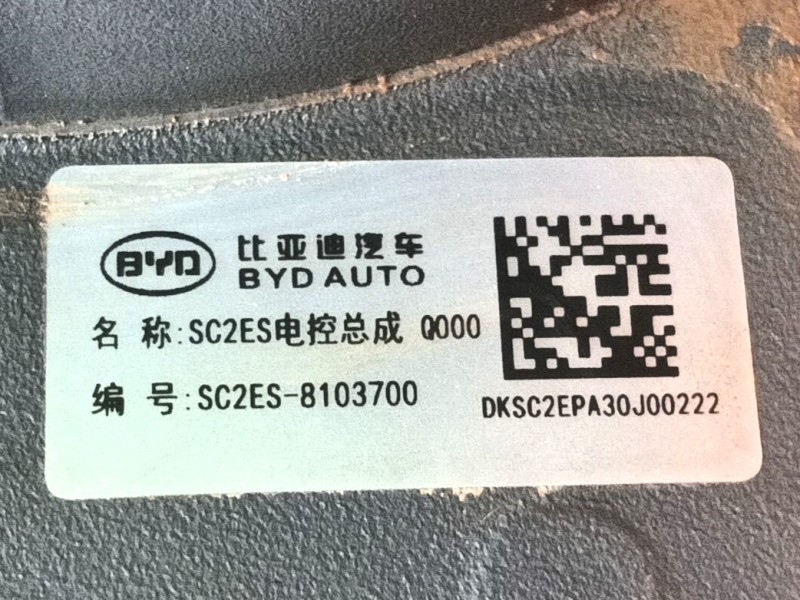 BYD 比亚迪汽车
BYD AUTO
名 称:SC2ES电控总成 0000
编 号:SC2ES-8103700
DKSC2EPA30J00222